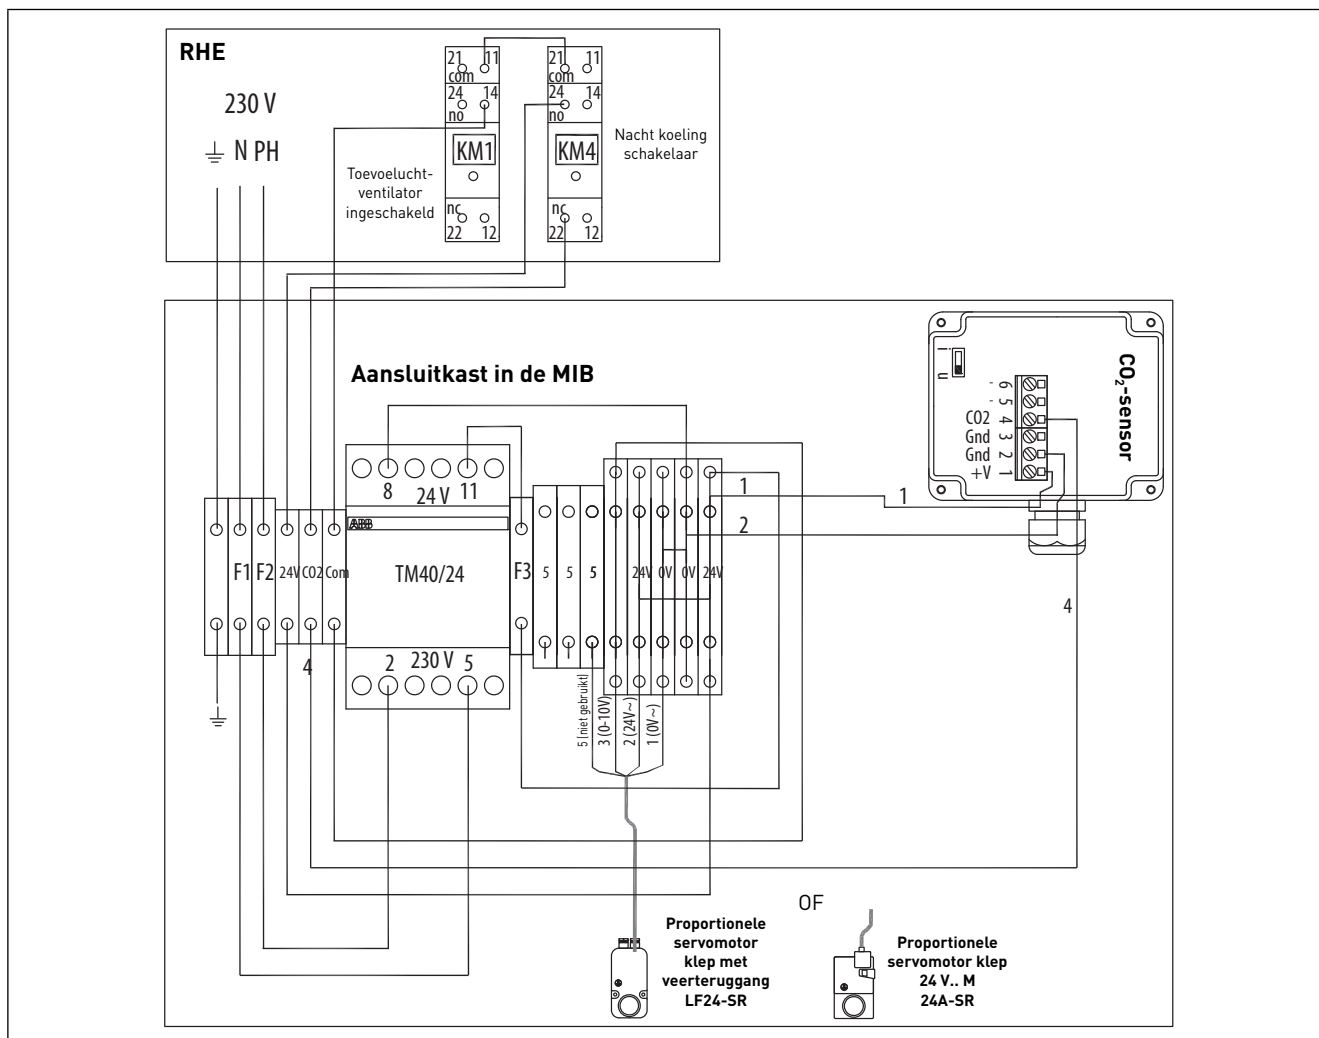 RHE
230 V
N PH
Toevoelucht-
ventilator
ingeschakeld
21 11
com
24 14
no
KM1
nc
22 12
21 11
com
24 14
no
KM4
nc
22 12
Nacht koeling
schakelaar
Aansluitkast in de MIB
CO2-sensor
i
u
- 6
- 5
CO2 4
Gnd 3
Gnd 2
+V 1
8 24 V 11
ABB
TM40/24
2 230 V 5
F1 F2 24V CO2 Com
4
F3 5 5 5 24V 0V 0V 24V
1
2
1
4
5 (niet gebruikt)
3 (0-10V)
2 (24V~)
1 (0V~)
Proportionele
servomotor
klep met
veerteruggang
LF24-SR
OF
Proportionele
servomotor klep
24 V.. M
24A-SR